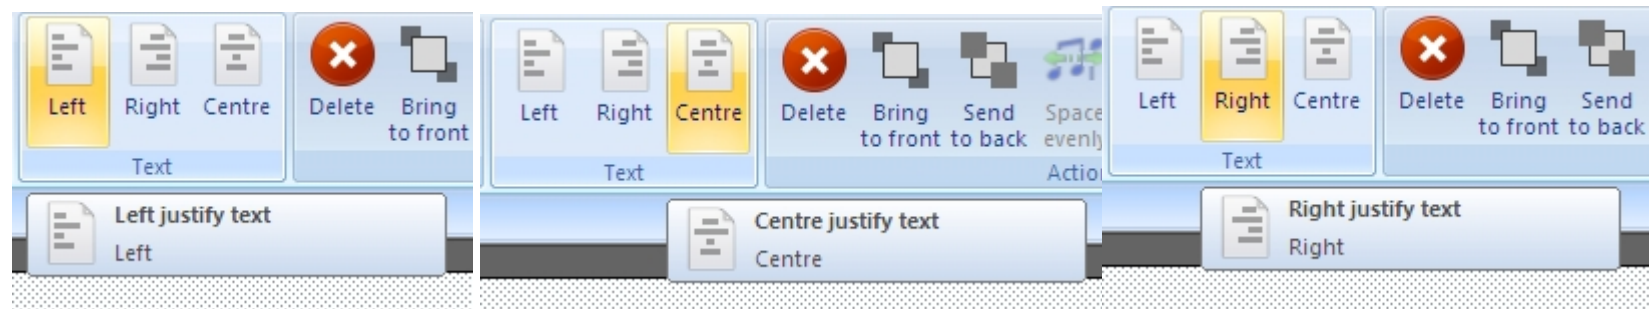 Left Right Centre Delete Bring to front
Text
Left justify text
Left
Left Right Centre Delete Bring to front Send to back Space evenly
Text
Centre justify text
Centre
Left Right Centre Delete Bring to front Send to back
Text
Right justify text
Right